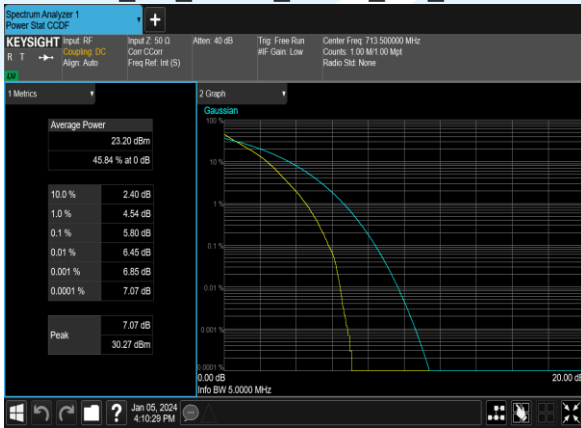 Spectrum Analyzer 1
Power Stat CCDF
+
KEYSIGHT
R T
Input: RF
Coupling: DC
Align: Auto
Input Z: 50 Ω
Corr CCorr
Freq Ref: Int (S)
Atten: 40 dB
Trig: Free Run
#IF Gain: Low
Center Freq: 713.500000 MHz
Counts: 1.00 M/1.00 Mpt
Radio Std: None
1 Metrics
Average Power
23.20 dBm
45.84 % at 0 dB
10.0 % 2.40 dB
1.0 % 4.54 dB
0.1 % 5.80 dB
0.01 % 6.45 dB
0.001 % 6.85 dB
0.0001 % 7.07 dB
Peak
7.07 dB
30.27 dBm
2 Graph
Gaussian
100 %
10 %
1 %
0.1 %
0.01 %
0.001 %
0.0001 %
0.00 dB
20.00 dB
Info BW 5.0000 MHz
?
Jan 05, 2024
4:10:29 PM